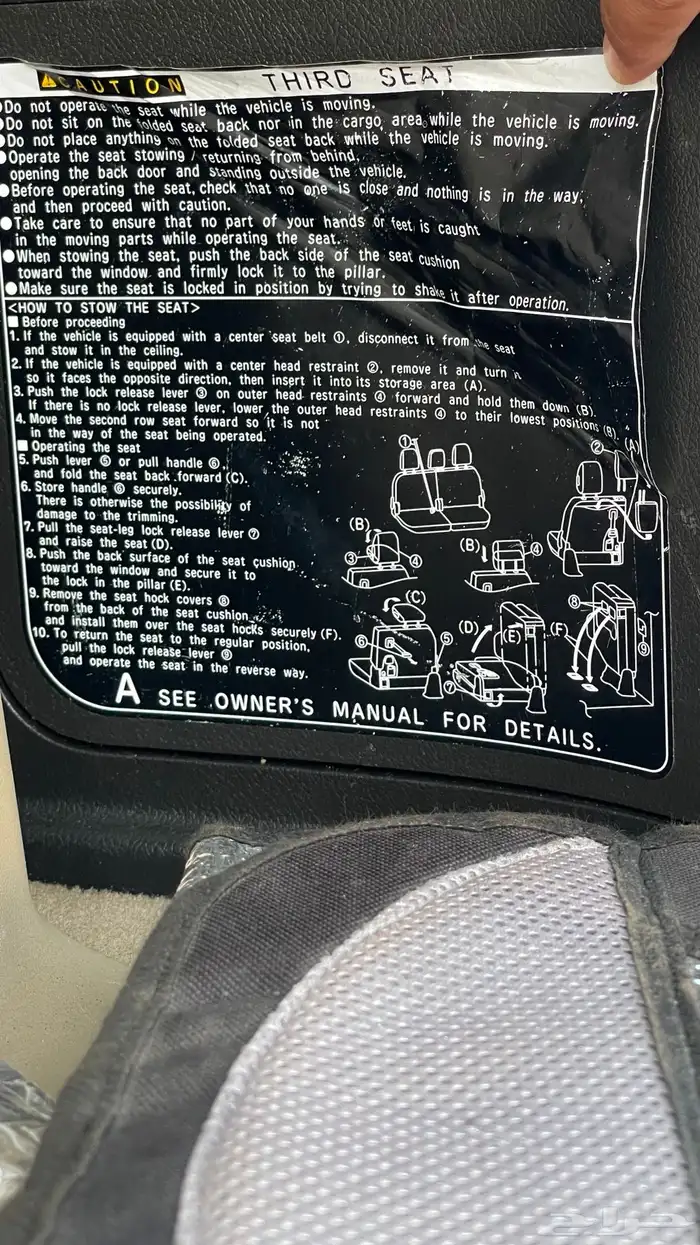 ⚠CAUTION THIRD SEAT
●Do not operate the seat while the vehicle is moving.
●Do not sit on the folded seat back nor in the cargo area while the vehicle is moving.
●Do not place anything on the folded seat back while the vehicle is moving.
●Operate the seat stowing / returning from behind,
opening the back door and standing outside the vehicle.
●Before operating the seat, check that no one is close and nothing is in the way,
and then proceed with caution.
●Take care to ensure that no part of your hands or feet is caught
in the moving parts while operating the seat.
●When stowing the seat, push the back side of the seat cushion
toward the window and firmly lock it to the pillar.
●Make sure the seat is locked in position by trying to shake it after operation.
<HOW TO STOW THE SEAT>
■ Before proceeding
1. If the vehicle is equipped with a center seat belt ①, disconnect it from the seat
and stow it in the ceiling.
2. If the vehicle is equipped with a center head restraint ②, remove it and turn it
so it faces the opposite direction, then insert it into its storage area (A).
3. Push the lock release lever ③ on outer head restraints ④ forward and hold them down (B).
If there is no lock release lever, lower the outer head restraints ④ to their lowest positions (B).
4. Move the second row seat forward so it is not
in the way of the seat being operated.
■ Operating the seat
5. Push lever ⑤ or pull handle ⑥,
and fold the seat back forward (C).
6. Store handle ⑥ securely.
There is otherwise the possibility of
damage to the trimming.
7. Pull the seat-leg lock release lever ⑦
and raise the seat (D).
8. Push the back surface of the seat cushion
toward the window and secure it to
the lock in the pillar (E).
9. Remove the seat hock covers ⑧
from the back of the seat cushion
and install them over the seat hocks securely (F).
10. To return the seat to the regular position,
pull the lock release lever ⑨
and operate the seat in the reverse way.
① ② (A)
(B) ③ ④ (B) ④
(C) ⑥ ⑤ (D) (E) ⑦ (F) ⑧ ⑨
A SEE OWNER'S MANUAL FOR DETAILS.
حراج